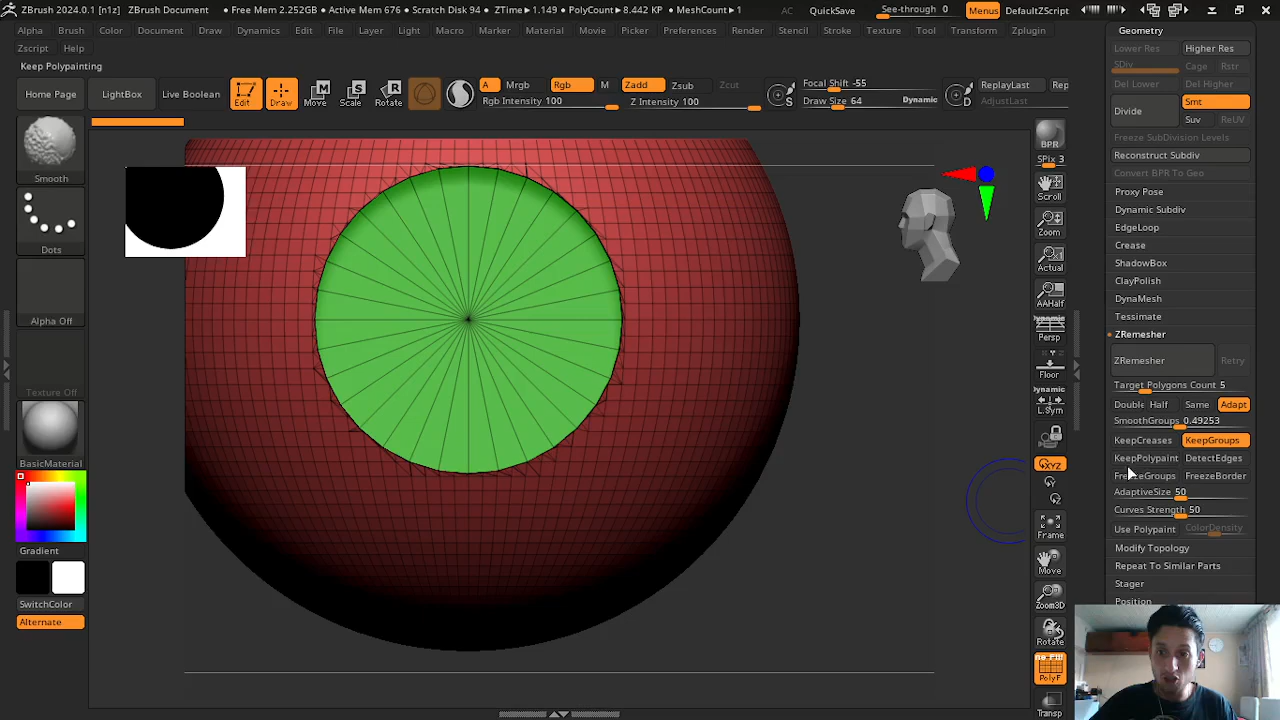 ZBrush 2024.0.1 [n1z] ZBrush Document • Free Mem 2.252GB • Active Mem 676 • Scratch Disk 94 • ZTime▸1.149 • PolyCount▸8.442 KP • MeshCount▸1 AC QuickSave See-through 0 Menus DefaultZScript
Alpha Brush Color Document Draw Dynamics Edit File Layer Light Macro Marker Material Movie Picker Preferences Render Stencil Stroke Texture Tool Transform Zplugin
Zscript Help
Keep Polypainting
Home Page LightBox Live Boolean Edit Draw Move Scale Rotate A Mrgb Rgb M Zadd Zsub Zcut Focal Shift -55 ReplayLast Rep
Rgb Intensity 100 Z Intensity 100 Draw Size 64 Dynamic AdjustLast
Smooth
Dots
Alpha Off
Texture Off
BasicMaterial
Gradient
SwitchColor
Alternate
BPR
SPix 3
Scroll
Zoom
Actual
AAHalf
Dynamic
Persp
Floor
Dynamic
L.Sym
XYZ
Frame
Move
Zoom3D
Rotate
PolyF
Transp
Geometry
Lower Res Higher Res
SDiv Cage Rstr
Del Lower Del Higher
Divide Smt
Suv ReUV
Freeze SubDivision Levels
Reconstruct Subdiv
Convert BPR To Geo
Proxy Pose
Dynamic Subdiv
EdgeLoop
Crease
ShadowBox
ClayPolish
DynaMesh
Tessimate
ZRemesher
ZRemesher Retry
Target Polygons Count 5
Double Half Same Adapt
SmoothGroups 0.49253
KeepCreases KeepGroups
KeepPolypaint DetectEdges
FreezeGroups FreezeBorder
AdaptiveSize 50
Curves Strength 50
Use Polypaint ColorDensity
Modify Topology
Repeat To Similar Parts
Stager
Position